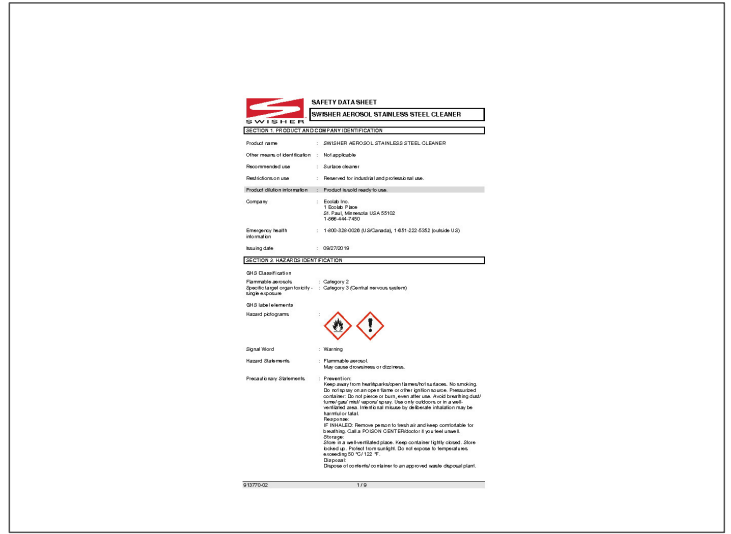 SAFETY DATA SHEET
SWISHER AEROSOL STAINLESS STEEL CLEANER
SWISHER
SECTION 1. PRODUCT AND COMPANY IDENTIFICATION
Product name : SWISHER AEROSOL STAINLESS STEEL CLEANER
Other means of identification : Not applicable
Recommended use : Surface cleaner
Restrictions on use : Reserved for industrial and professional use.
Product dilution information : Product is sold ready to use.
Company : Ecolab Inc.
1 Ecolab Place
St. Paul, Minnesota USA 55102
1-866-444-7450
Emergency health information : 1-800-328-0026 (US/Canada), 1-651-222-5352 (outside US)
Issuing date : 09/27/2019
SECTION 2. HAZARDS IDENTIFICATION
GHS Classification
Flammable aerosols : Category 2
Specific target organ toxicity - single exposure : Category 3 (Central nervous system)
GHS label elements
Hazard pictograms :
Signal Word : Warning
Hazard Statements : Flammable aerosol.
May cause drowsiness or dizziness.
Precautionary Statements : Prevention:
Keep away from heat/sparks/open flames/hot surfaces. No smoking.
Do not spray on an open flame or other ignition source. Pressurized
container: Do not pierce or burn, even after use. Avoid breathing dust/
fume/ gas/ mist/ vapors/ spray. Use only outdoors or in a well-
ventilated area. Intentional misuse by deliberate inhalation may be
harmful or fatal.
Response:
IF INHALED: Remove person to fresh air and keep comfortable for
breathing. Call a POISON CENTER/doctor if you feel unwell.
Storage:
Store in a well-ventilated place. Keep container tightly closed. Store
locked up. Protect from sunlight. Do not expose to temperatures
exceeding 50 °C/ 122 °F.
Disposal:
Dispose of contents/ container to an approved waste disposal plant.
913770-02 1 / 9